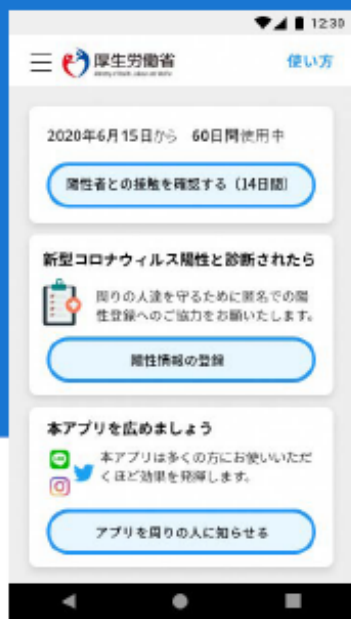 12:30
厚生労働省
使い方
2020年6月15日から 60日間使用中
陽性者との接触を確認する（14日間）
新型コロナウィルス陽性と診断されたら
周りの人達を守るために匿名での陽
性登録へのご協力をお願いいたします。
陽性情報の登録
本アプリを広めましょう
本アプリは多くの方にお使いいただ
くほど効果を発揮します。
アプリを周りの人に知らせる